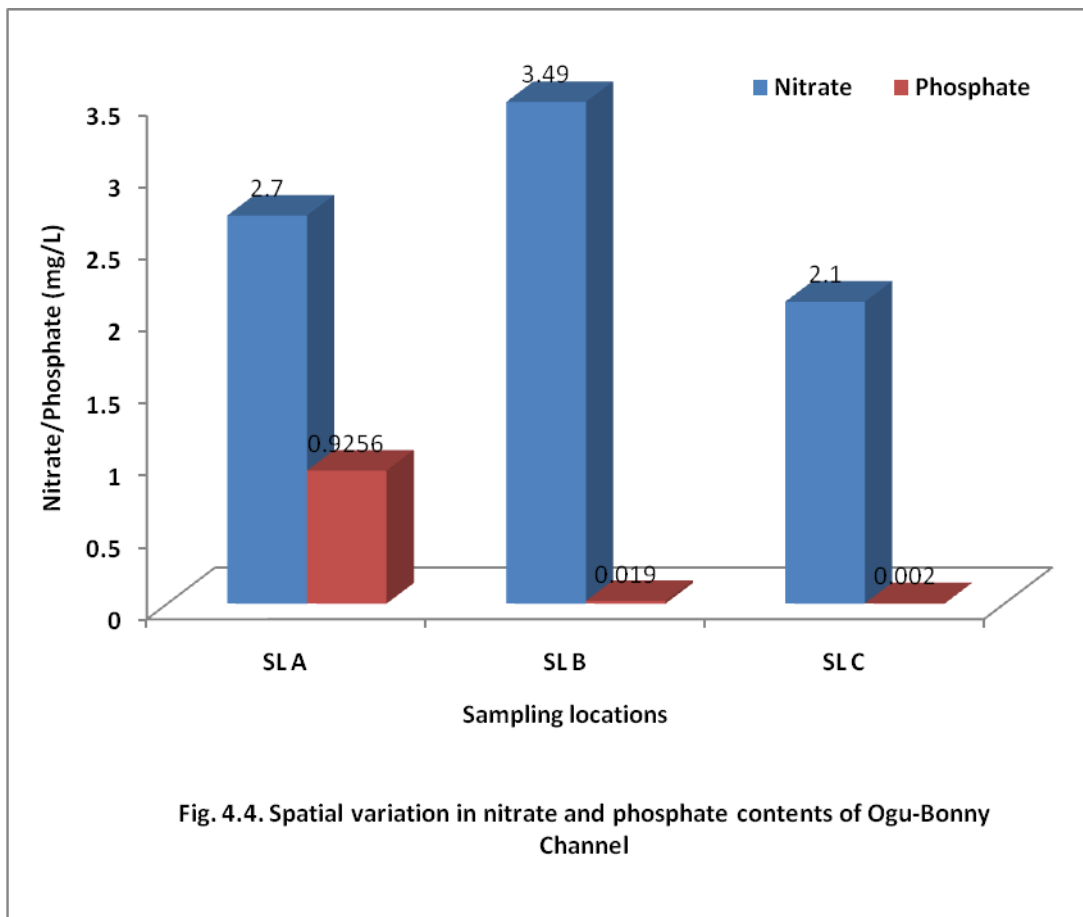 Nitrate Phosphate
3.49
2.7
2.1
0.9256
0.019
0.002
3.5
3
2.5
2
1.5
1
0.5
0
Nitrate/Phosphate (mg/L)
SL A SL B SL C
Sampling locations
Fig. 4.4. Spatial variation in nitrate and phosphate contents of Ogu-Bonny
Channel